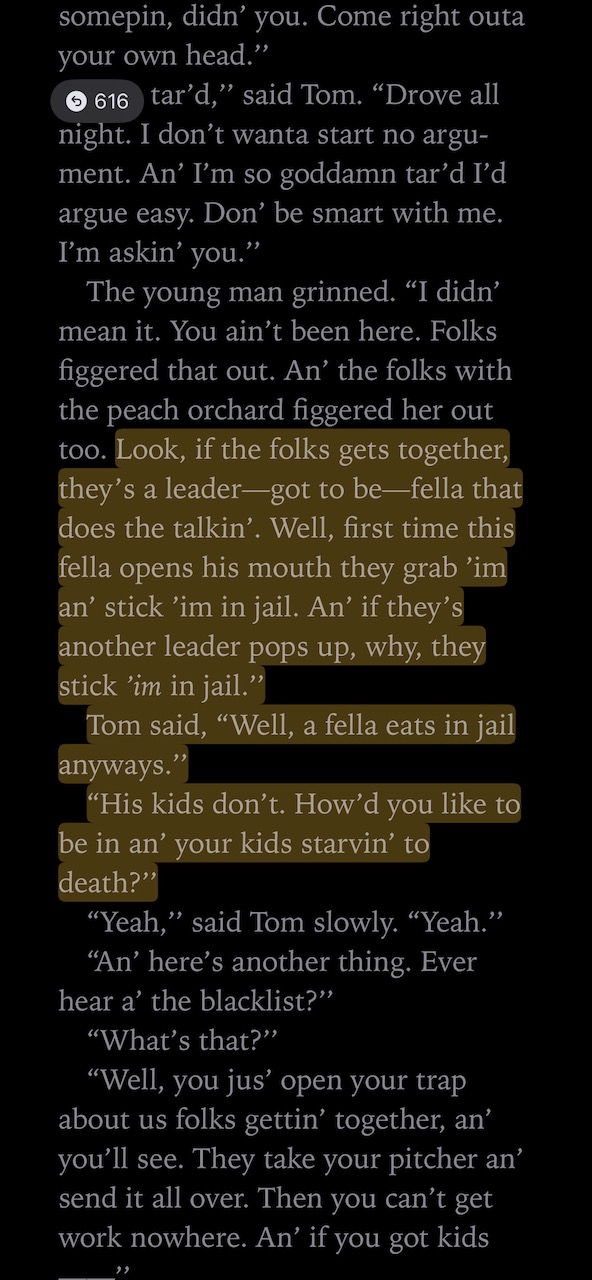 somepin, didn’ you. Come right outa
your own head.’’
616
tar’d,’’ said Tom. “Drove all
night. I don’t wanta start no argu-
ment. An’ I’m so goddamn tar’d I’d
argue easy. Don’ be smart with me.
I’m askin’ you.’’
The young man grinned. “I didn’
mean it. You ain’t been here. Folks
figgered that out. An’ the folks with
the peach orchard figgered her out
too. Look, if the folks gets together,
they’s a leader—got to be—fella that
does the talkin’. Well, first time this
fella opens his mouth they grab ’im
an’ stick ’im in jail. An’ if they’s
another leader pops up, why, they
stick ’im in jail.’’
Tom said, “Well, a fella eats in jail
anyways.’’
“His kids don’t. How’d you like to
be in an’ your kids starvin’ to
death?’’
“Yeah,’’ said Tom slowly. “Yeah.’’
“An’ here’s another thing. Ever
hear a’ the blacklist?’’
“What’s that?’’
“Well, you jus’ open your trap
about us folks gettin’ together, an’
you’ll see. They take your pitcher an’
send it all over. Then you can’t get
work nowhere. An’ if you got kids
——’’